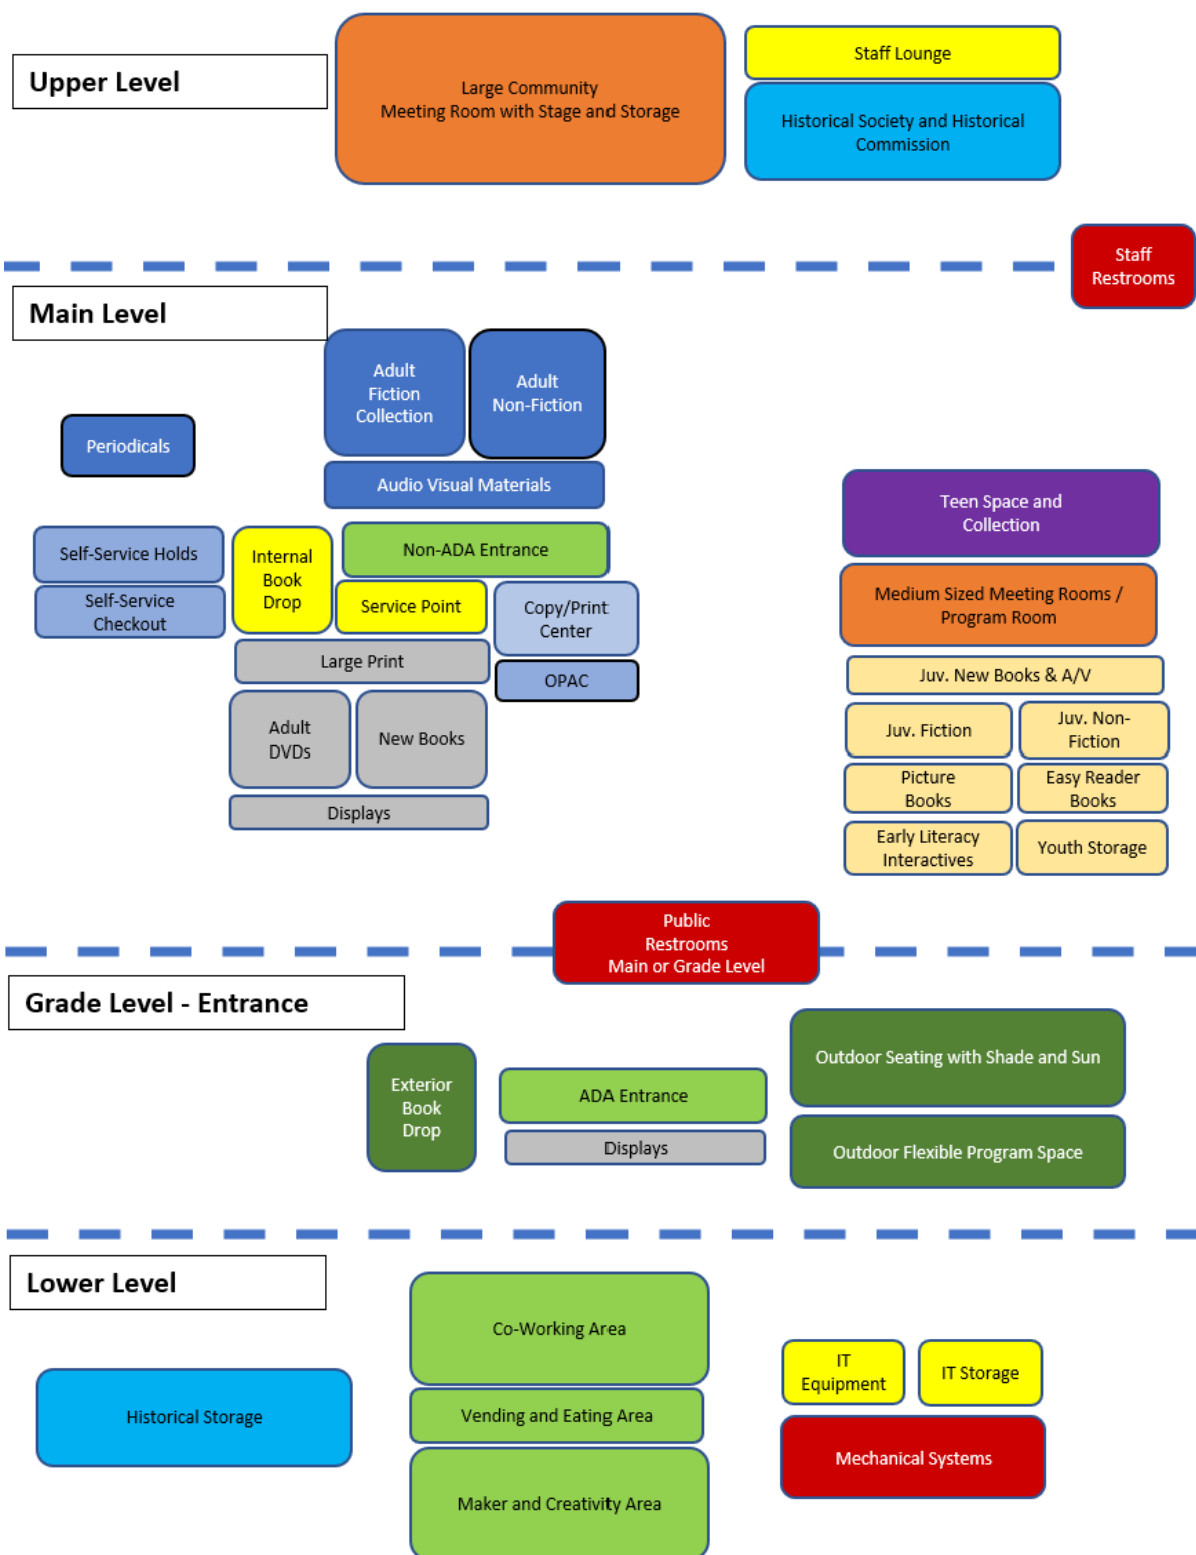 Upper Level
Large Community
Meeting Room with Stage and Storage
Staff Lounge
Historical Society and Historical
Commission
Staff
Restrooms
Main Level
Adult
Fiction
Collection
Adult
Non-Fiction
Periodicals
Audio Visual Materials
Teen Space and
Collection
Self-Service Holds
Internal
Book
Drop
Non-ADA Entrance
Self-Service
Checkout
Service Point
Copy/Print
Center
Medium Sized Meeting Rooms /
Program Room
Large Print
OPAC
Juv. New Books & A/V
Adult
DVDs
New Books
Juv. Fiction
Juv. Non-
Fiction
Picture
Books
Easy Reader
Books
Displays
Early Literacy
Interactives
Youth Storage
Public
Restrooms
Main or Grade Level
Grade Level - Entrance
Exterior
Book
Drop
ADA Entrance
Displays
Outdoor Seating with Shade and Sun
Outdoor Flexible Program Space
Lower Level
Co-Working Area
IT
Equipment
IT Storage
Historical Storage
Vending and Eating Area
Mechanical Systems
Maker and Creativity Area